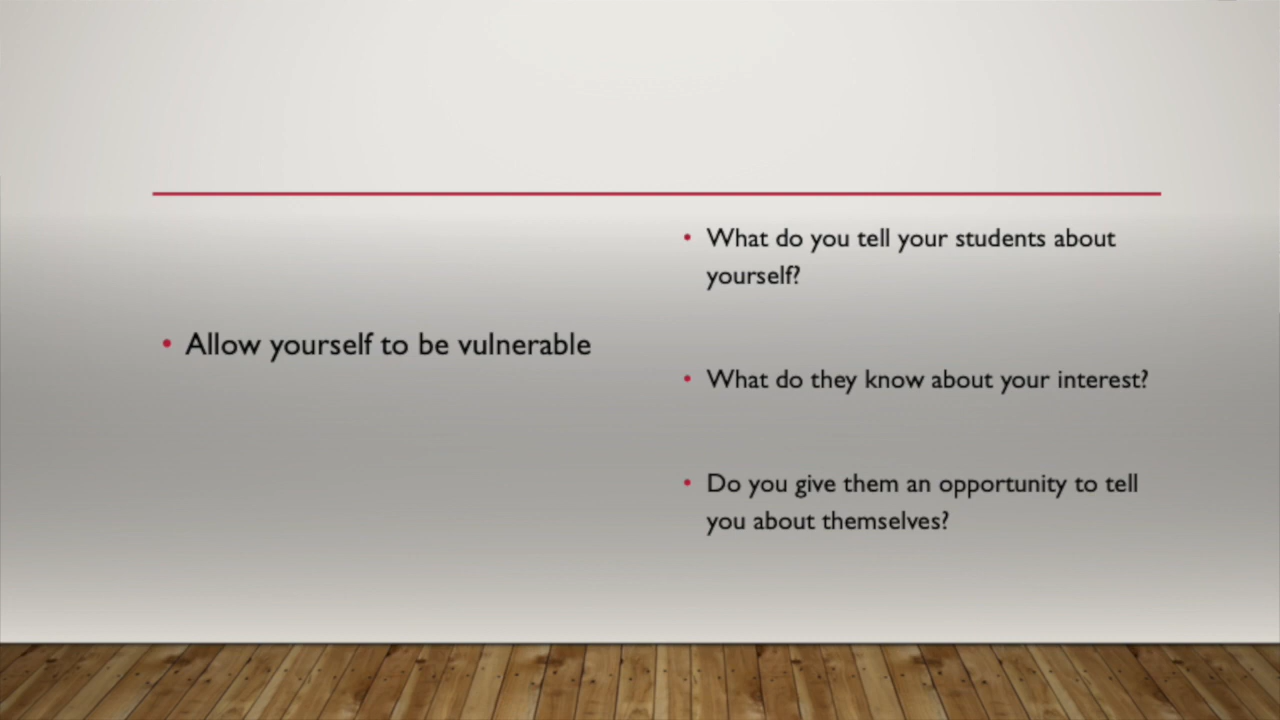 • Allow yourself to be vulnerable
• What do you tell your students about
yourself?
• What do they know about your interest?
• Do you give them an opportunity to tell
you about themselves?